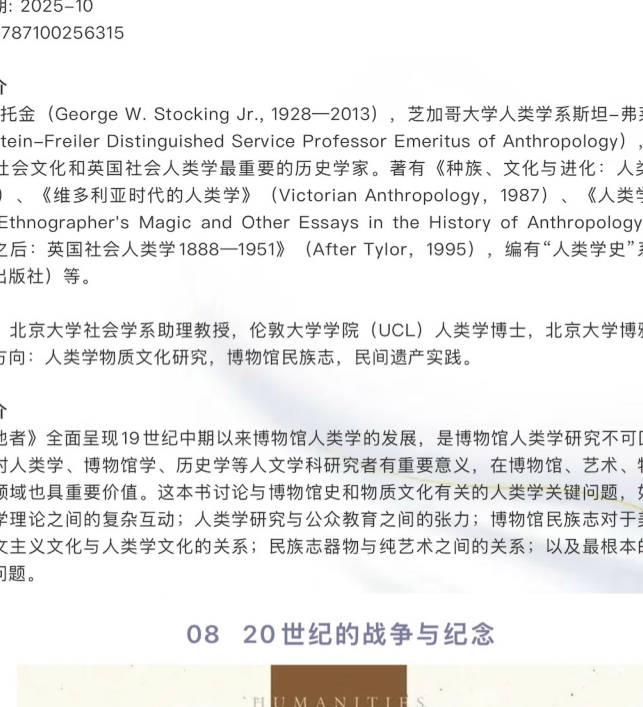 期: 2025-10
787100256315
介
托金（George W. Stocking Jr., 1928—2013），芝加哥大学人类学系斯坦-弗莱
tein-Freiler Distinguished Service Professor Emeritus of Anthropology），
社会文化和英国社会人类学最重要的历史学家。著有《种族、文化与进化：人类
）、《维多利亚时代的人类学》（Victorian Anthropology，1987）、《人类学
Ethnographer's Magic and Other Essays in the History of Anthropology
之后：英国社会人类学1888—1951》（After Tylor，1995），编有“人类学史”系
出版社）等。
，北京大学社会学系助理教授，伦敦大学学院（UCL）人类学博士，北京大学博雅
方向：人类学物质文化研究，博物馆民族志，民间遗产实践。
介
他者》全面呈现19世纪中期以来博物馆人类学的发展，是博物馆人类学研究不可回
对人类学、博物馆学、历史学等人文学科研究者有重要意义，在博物馆、艺术、物
领域也具重要价值。这本书讨论与博物馆史和物质文化有关的人类学关键问题，如
学理论之间的复杂互动；人类学研究与公众教育之间的张力；博物馆民族志对于美
文主义文化与人类学文化的关系；民族志器物与纯艺术之间的关系；以及最根本的
问题。
08 20世纪的战争与纪念
HUMANITIES